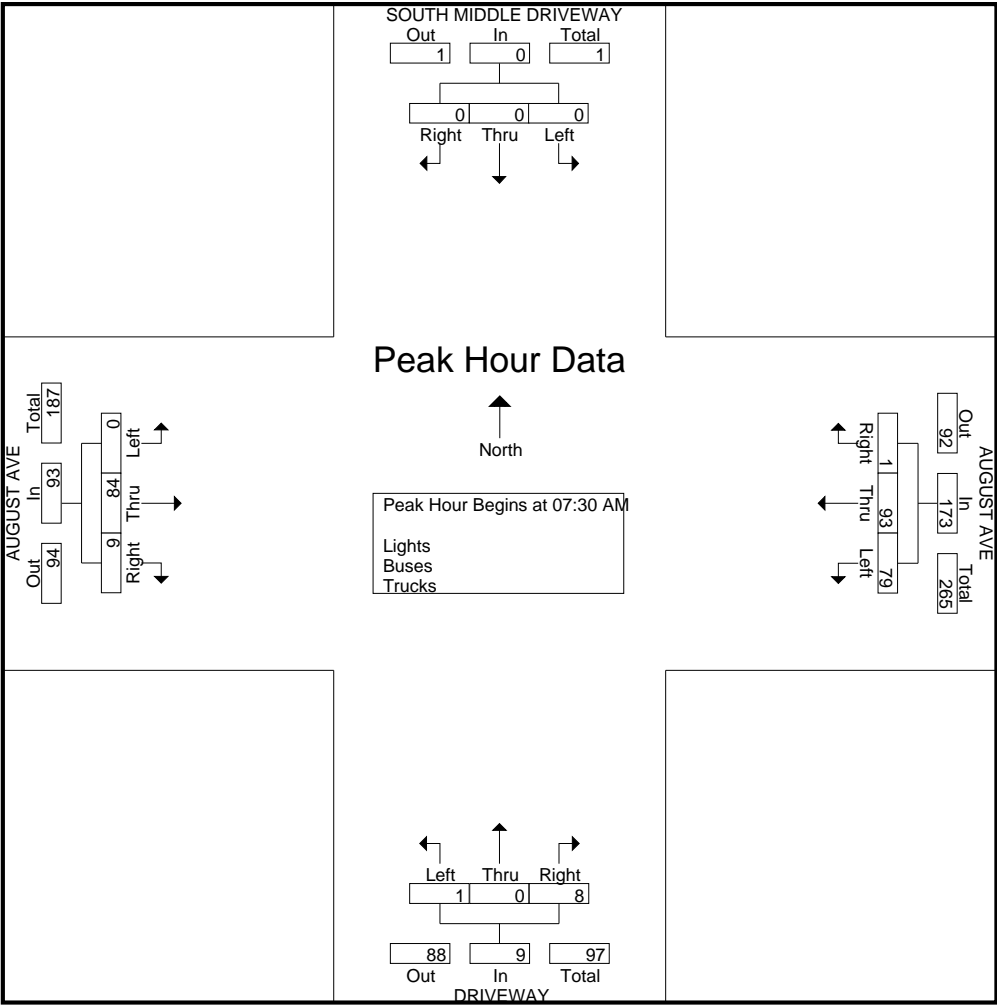 SOUTH MIDDLE DRIVEWAY
Out In Total
1 0 1
0 0 0
Right Thru Left
Peak Hour Data
North
Peak Hour Begins at 07:30 AM
Lights
Buses
Trucks
AUGUST AVE
Out In Total
94 93 187
9 84 0
Right Thru Left
AUGUST AVE
Out In Total
92 173 265
1 93 79
Right Thru Left
Left Thru Right
1 0 8
88 9 97
Out In Total
DRIVEWAY